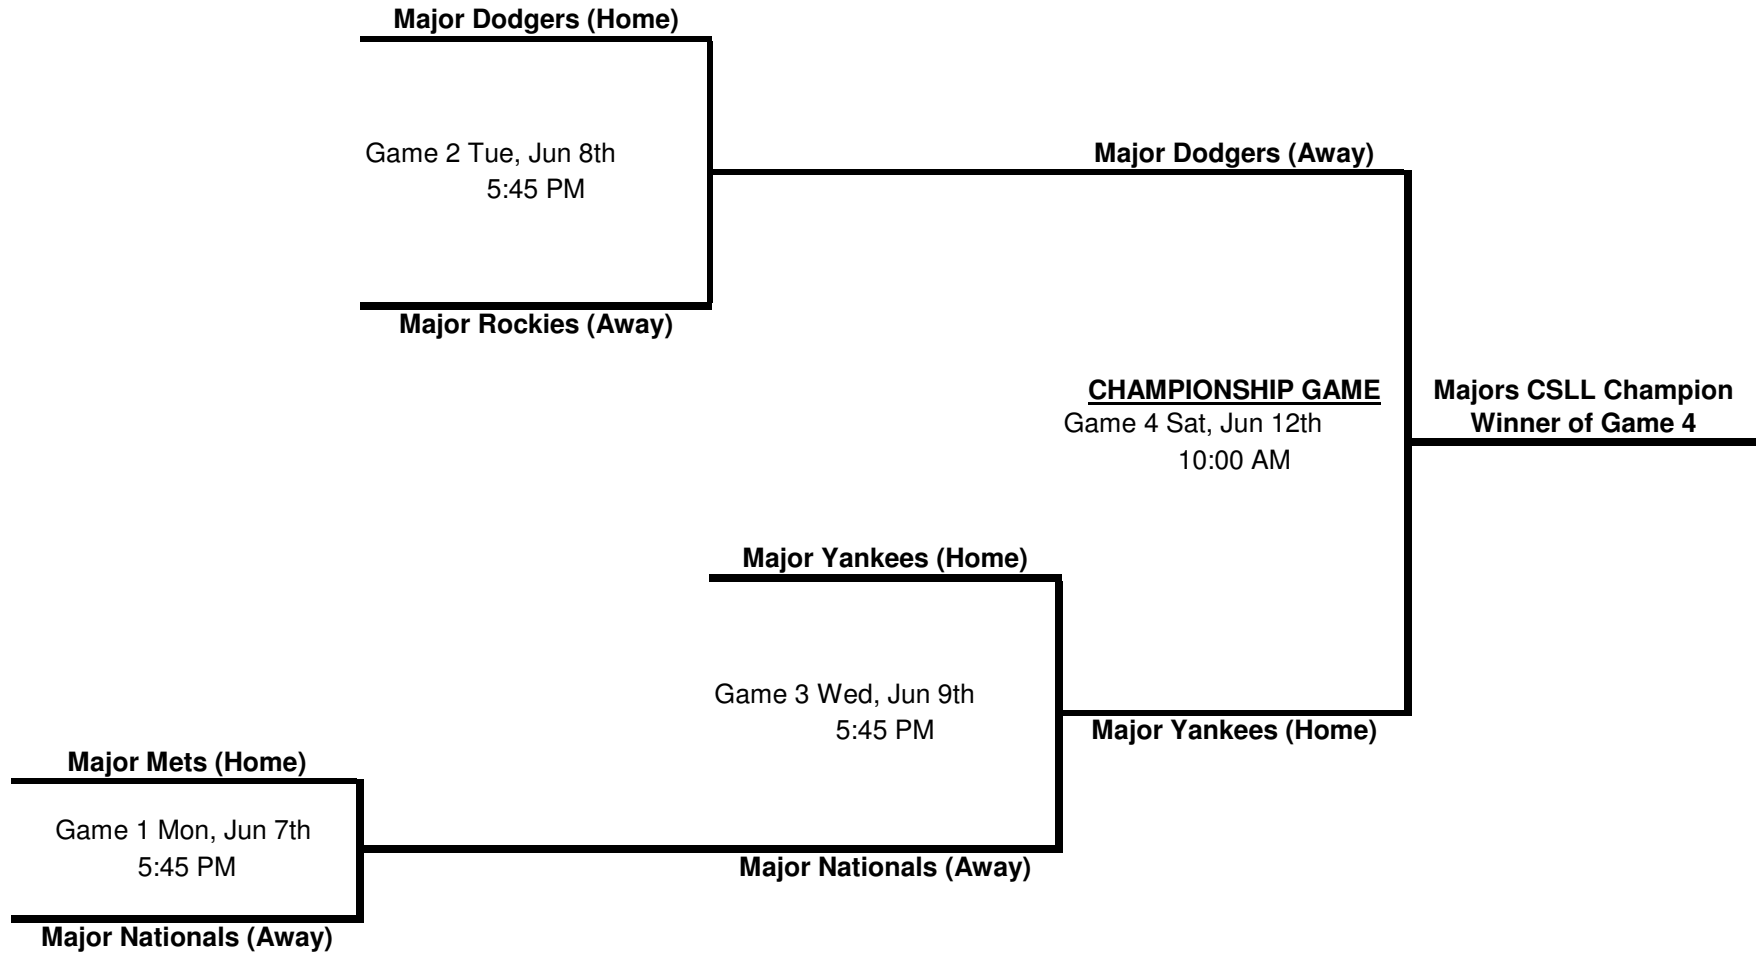 Major Dodgers (Home)
Game 2 Tue, Jun 8th
5:45 PM
Major Dodgers (Away)
Major Rockies (Away)
CHAMPIONSHIP GAME
Game 4 Sat, Jun 12th
10:00 AM
Majors CSLL Champion
Winner of Game 4
Major Yankees (Home)
Game 3 Wed, Jun 9th
5:45 PM
Major Yankees (Home)
Major Mets (Home)
Game 1 Mon, Jun 7th
5:45 PM
Major Nationals (Away)
Major Nationals (Away)